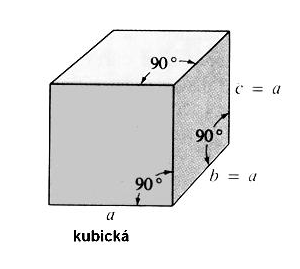 90°
c = a
90°
90°
b = a
a
kubická